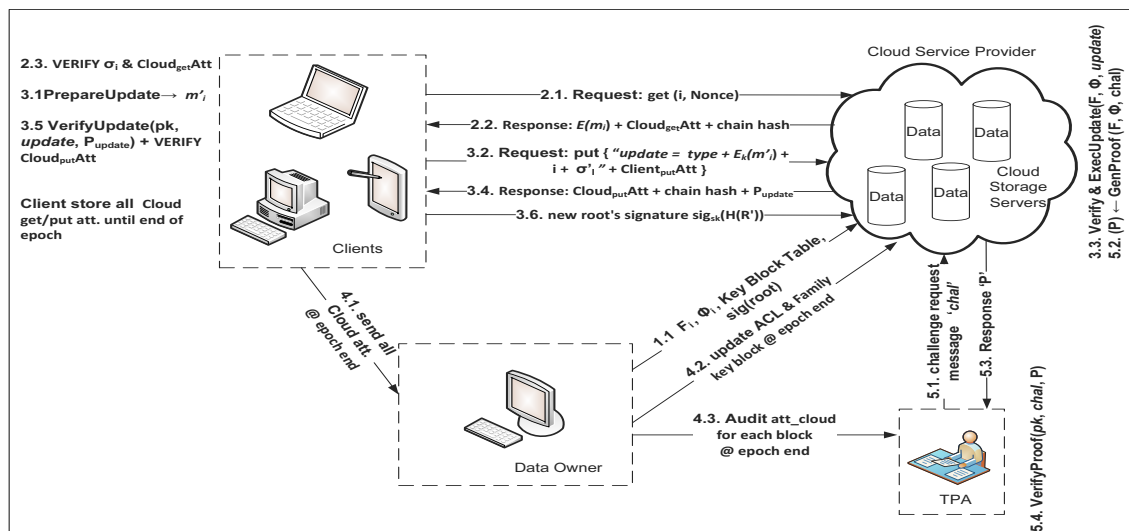 2.3. VERIFY σi & CloudgetAtt
3.1PrepareUpdate→ m'i
3.5 VerifyUpdate(pk,
update, Pupdate) + VERIFY
CloudputAtt
Client store all Cloud
get/put att. until end of
epoch
Clients
2.1. Request: get (i, Nonce)
2.2. Response: E(mi) + CloudgetAtt + chain hash
3.2. Request: put { “update = type + Ek(m'i) +
i + σ'i ” + ClientputAtt }
3.4. Response: CloudputAtt + chain hash + Pupdate
3.6. new root's signature sigsk(H(R'))
Cloud Service Provider
Data
Data
Data
Data
Cloud
Storage
Servers
3.3. Verify & ExecUpdate(F, Φ, update)
5.2. (P) ← GenProof (F, Φ, chal)
4.1. send all
Cloud att.
@ epoch end
1.1 Fi, Φi, Key Block Table,
sig(root)
4.2. update ACL & Family
key block @ epoch end
5.1. challenge request
message ‘chal’
5.3. Response ‘P’
Data Owner
4.3. Audit att_cloud
for each block
@ epoch end
TPA
5.4. VerifyProof(pk, chal, P)